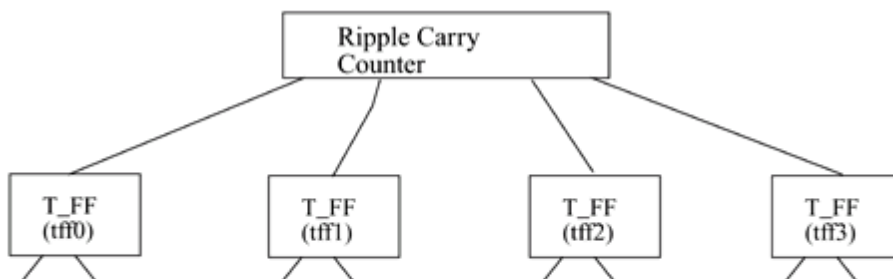 Ripple Carry
Counter
T_FF
(tff0)
T_FF
(tff1)
T_FF
(tff2)
T_FF
(tff3)